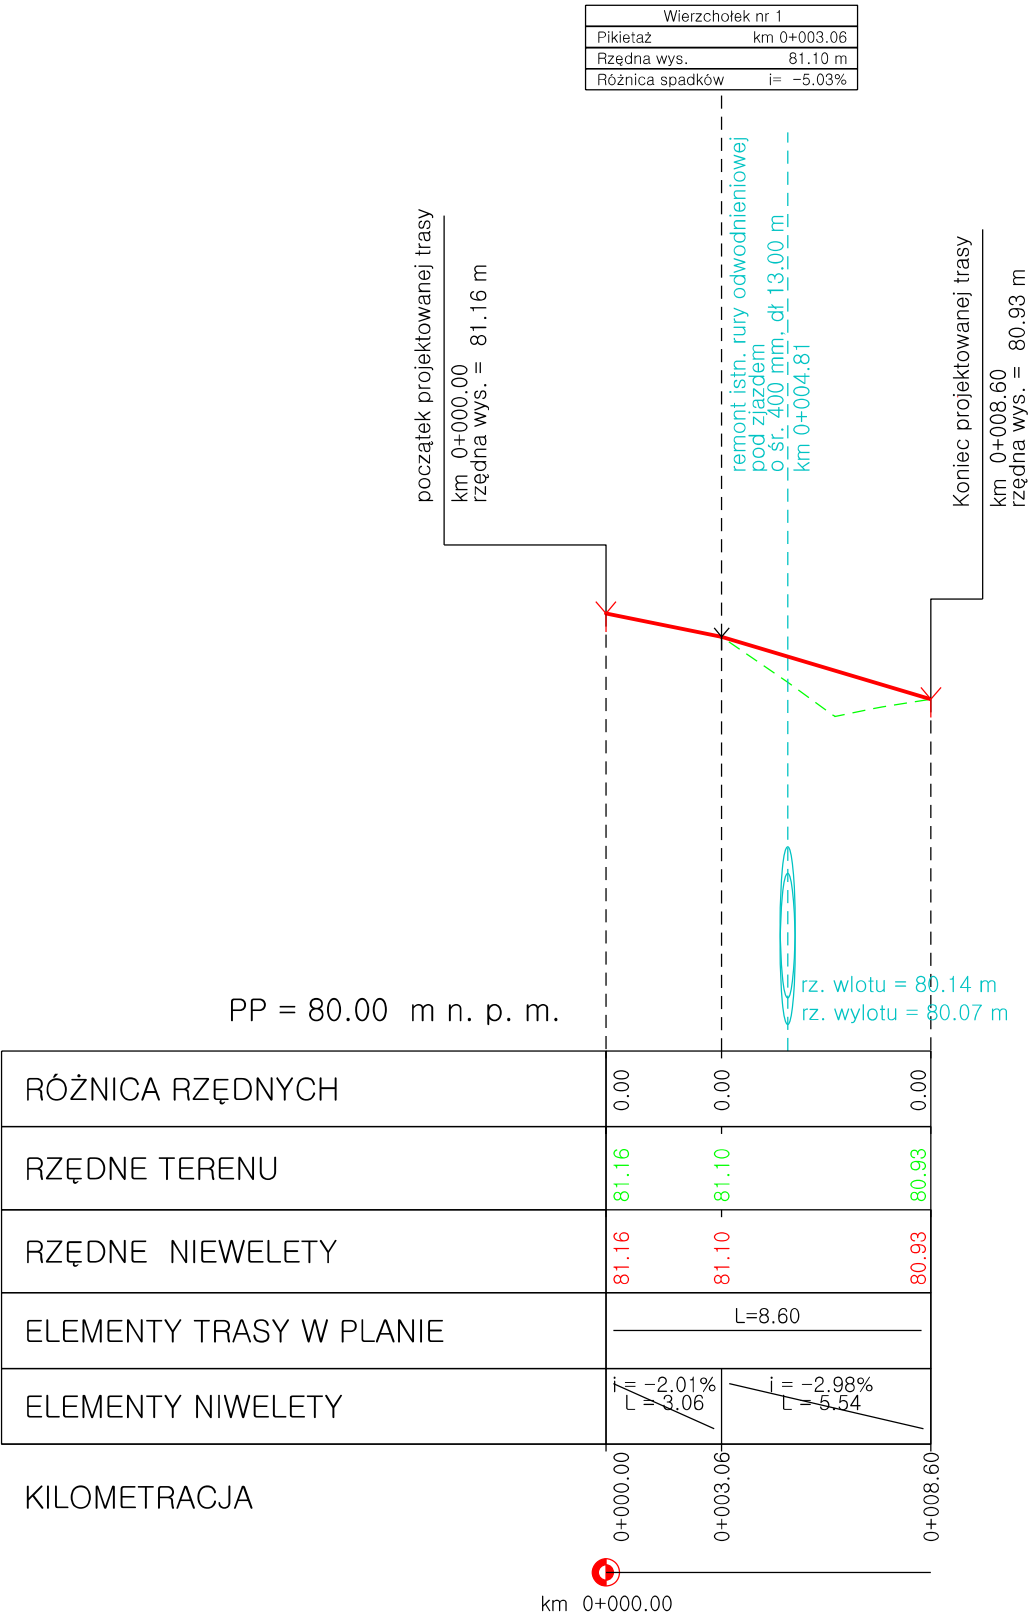 Wierzchołek nr 1
Pikietaż km 0+003.06
Rzędna wys. 81.10 m
Różnica spadków i= -5.03%
początek projektowanej trasy
km 0+000.00
rzędna wys. = 81.16 m
remont istn. rury odwodnieniowej
pod zjazdem
o śr. 400 mm, dł 13.00 m
km 0+004.81
Koniec projektowanej trasy
km 0+008.60
rzędna wys. = 80.93 m
rz. wlotu = 80.14 m
rz. wylotu = 80.07 m
PP = 80.00 m n. p. m.
RÓŻNICA RZĘDNYCH 0.00 0.00 0.00
RZĘDNE TERENU 81.16 81.10 80.93
RZĘDNE NIEWELETY 81.16 81.10 80.93
ELEMENTY TRASY W PLANIE L=8.60
ELEMENTY NIWELETY
i = -2.01%
L = 3.06
i = -2.98%
L = 5.54
KILOMETRACJA 0+000.00 0+003.06 0+008.60
km 0+000.00